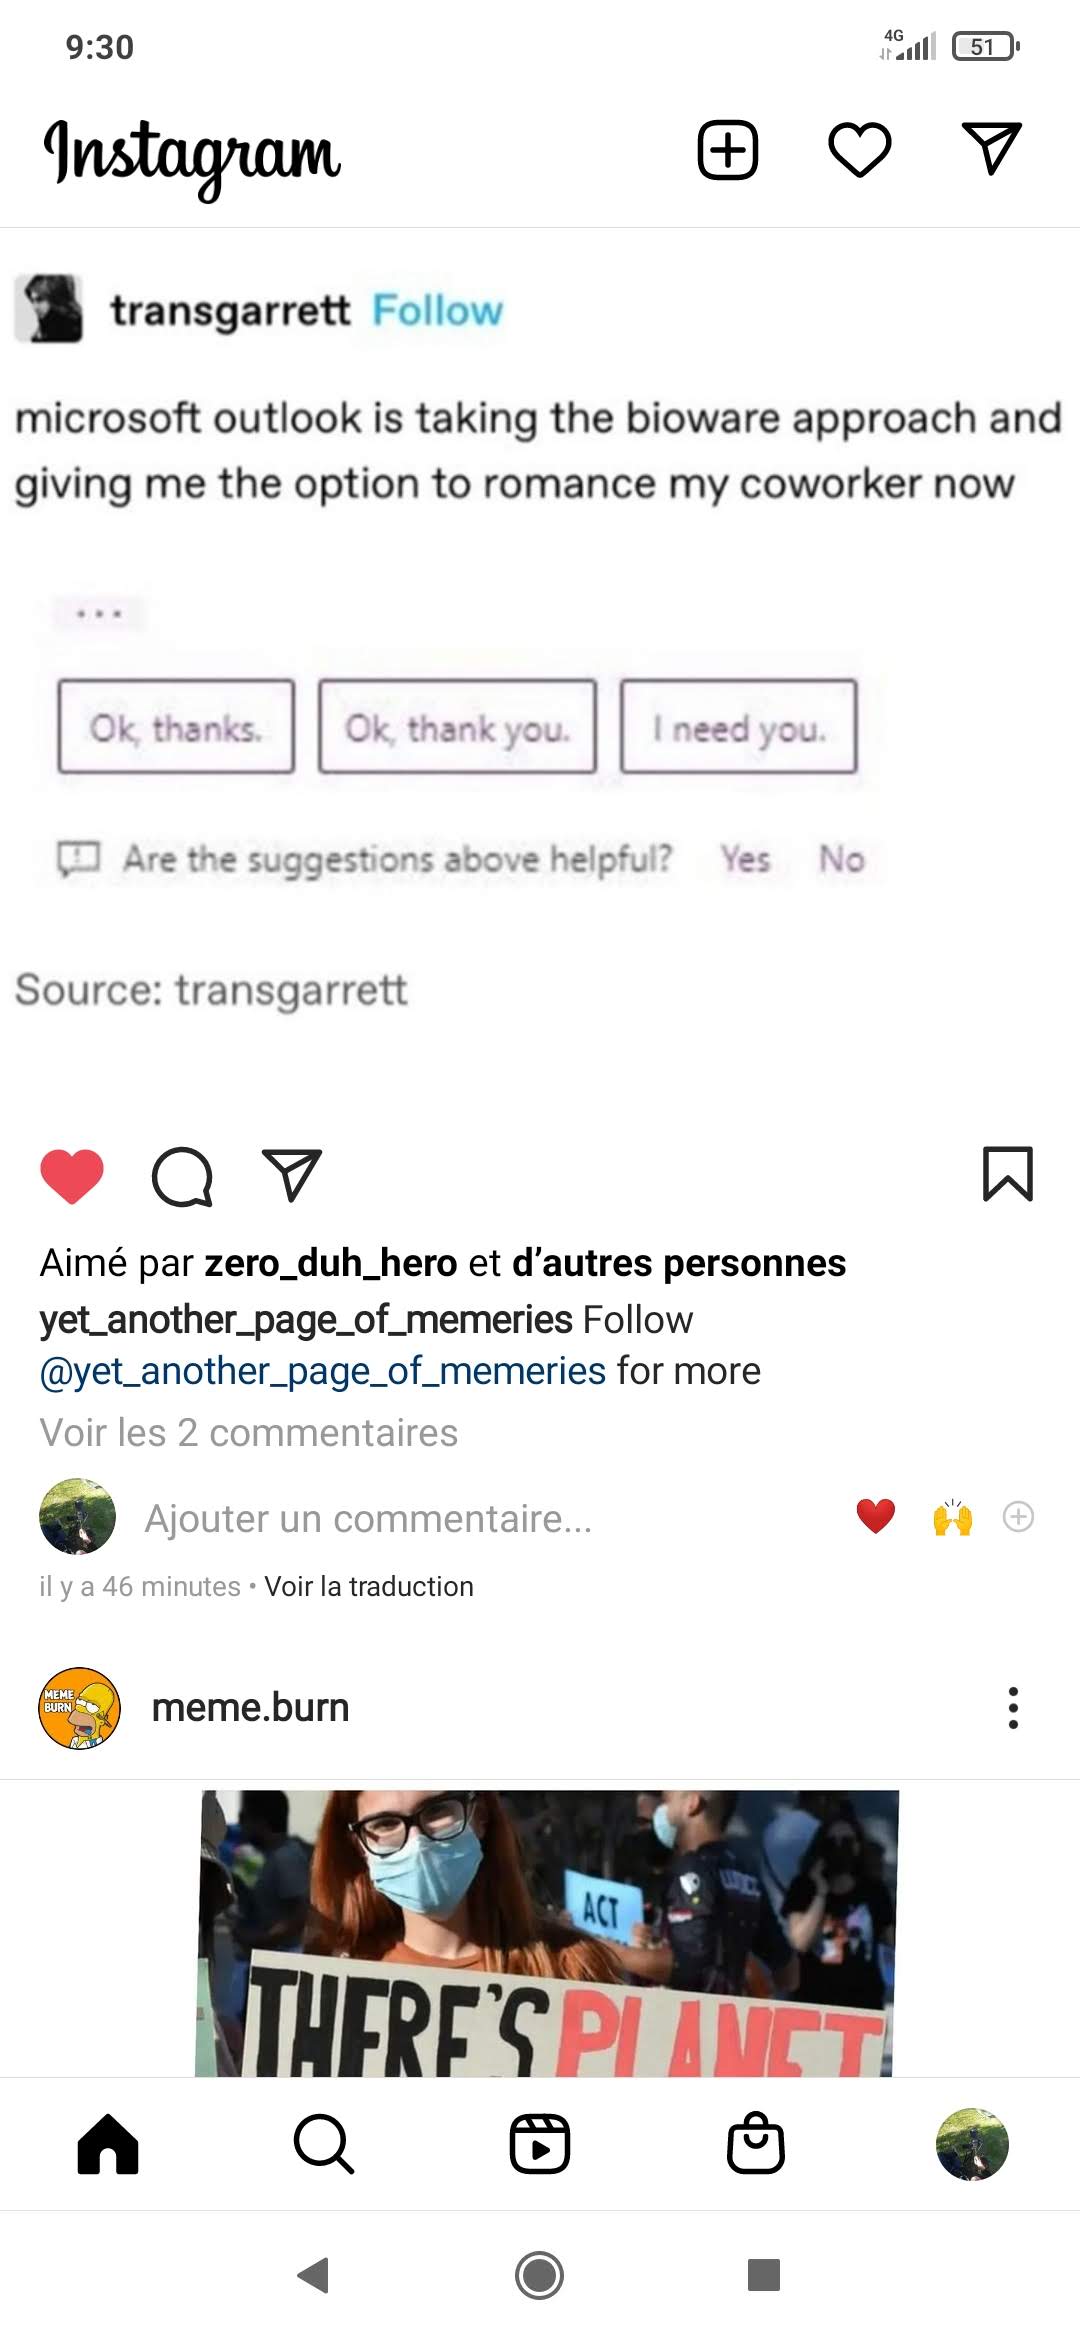 9:30
4G
51
Instagram
transgarrett Follow
microsoft outlook is taking the bioware approach and
giving me the option to romance my coworker now
...
Ok, thanks.
Ok, thank you.
I need you.
Are the suggestions above helpful? Yes No
Source: transgarrett
Aimé par zero_duh_hero et d’autres personnes
yet_another_page_of_memeries Follow
@yet_another_page_of_memeries for more
Voir les 2 commentaires
Ajouter un commentaire...
il y a 46 minutes • Voir la traduction
MEME
BURN
meme.burn
ACT
THERE'S PLANET